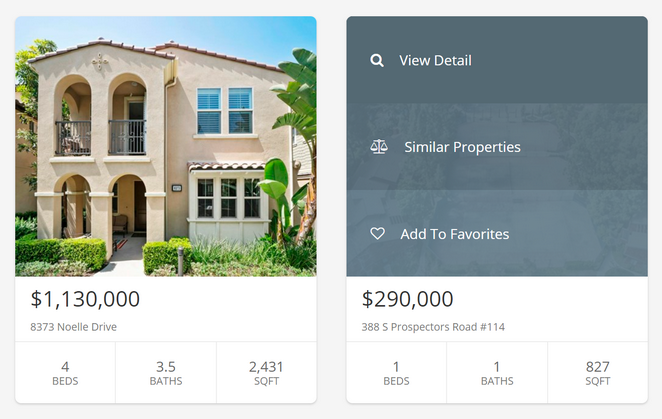 View Detail
Similar Properties
Add To Favorites
$1,130,000
8373 Noelle Drive
4
BEDS
3.5
BATHS
2,431
SQFT
$290,000
388 S Prospectors Road #114
1
BEDS
1
BATHS
827
SQFT